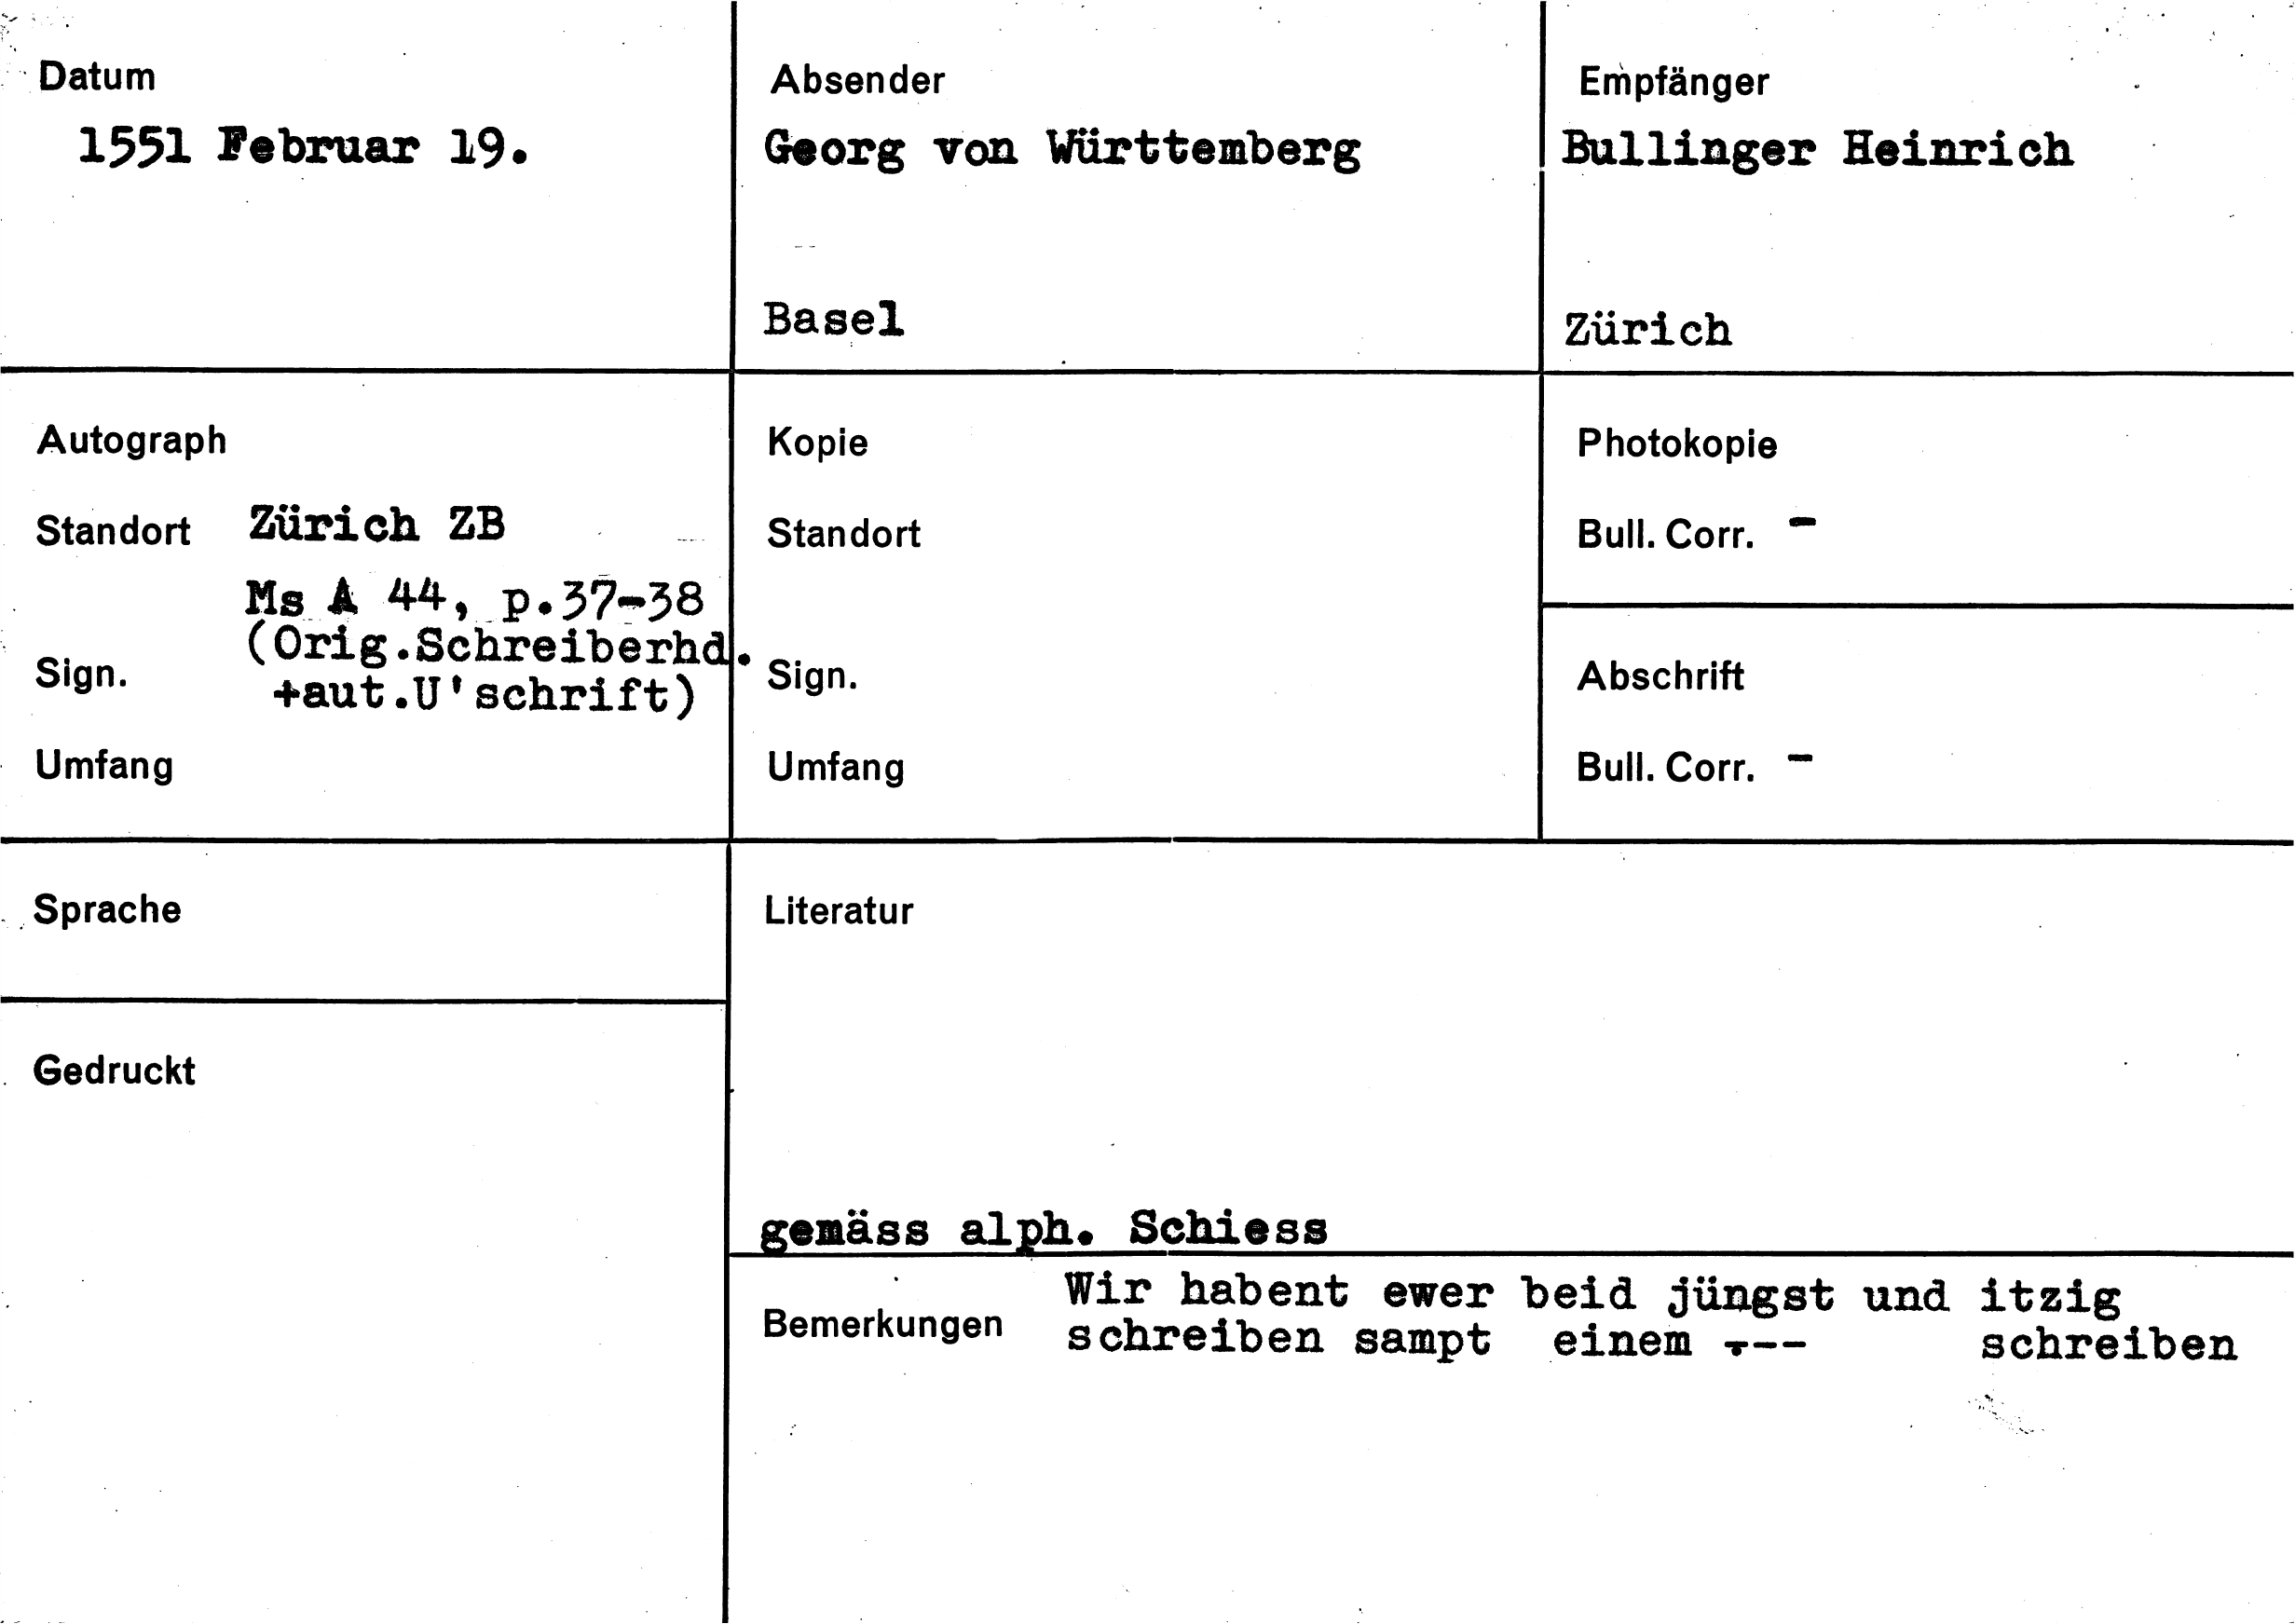 Datum
1551 Februar 19.
Absender
Georg von Württemberg
Basel
Empfänger
Bullinger Heinrich
Zürich
Autograph
Standort Zürich ZB
Ms A 44, p.37-38
(Orig.Schreiberhd.
Sign. +aut.U'schrift)
Umfang
Kopie
Standort
Sign.
Umfang
Photokopie
Bull. Corr. -
Abschrift
Bull. Corr. -
Sprache
Gedruckt
Literatur
gemäss alph. Schiess
Bemerkungen Wir habent ewer beid jüngst und itzig
schreiben sampt einem --- schreiben